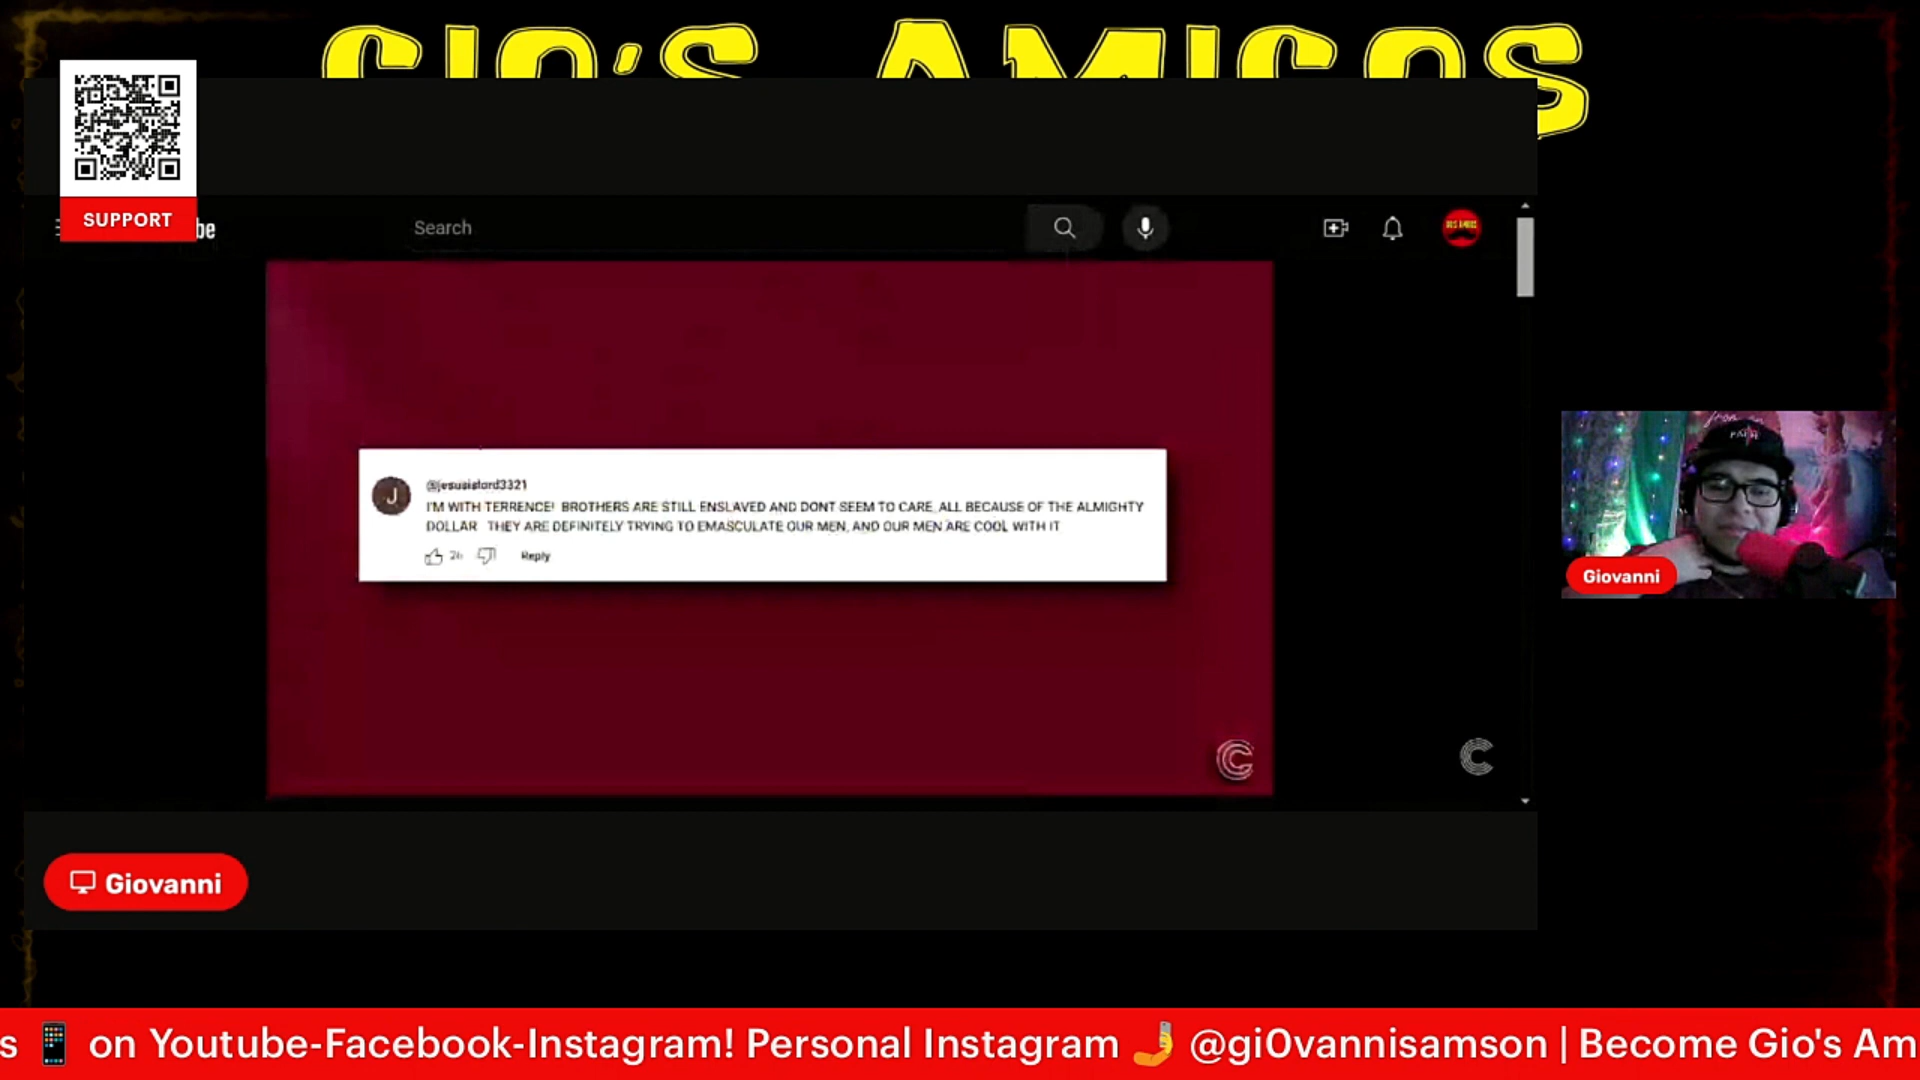 GIO'S AMIGOS
SUPPORT
be
Search
@jesusislord3321
I'M WITH TERRENCE! BROTHERS ARE STILL ENSLAVED AND DONT SEEM TO CARE, ALL BECAUSE OF THE ALMIGHTY
DOLLAR THEY ARE DEFINITELY TRYING TO EMASCULATE OUR MEN, AND OUR MEN ARE COOL WITH IT
26
Reply
J
Giovanni
Giovanni
s 📱 on Youtube-Facebook-Instagram! Personal Instagram 🤳 @gi0vannisamson | Become Gio's Am